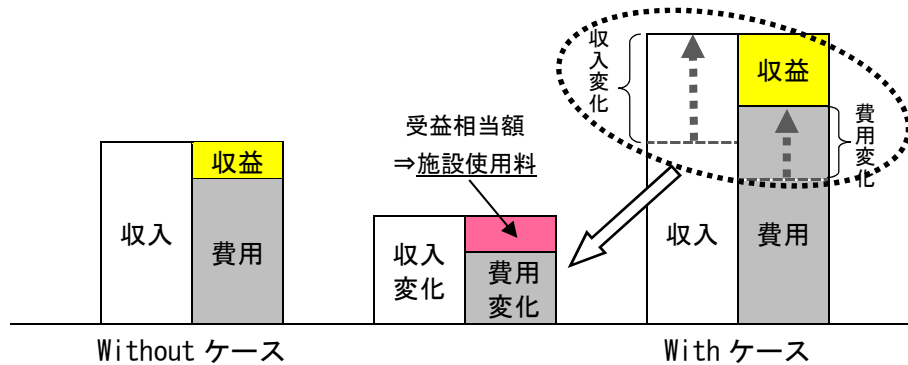 収益
収入
費用
Without ケース
受益相当額
⇒施設使用料
収入
変化
費用
変化
収入変化
収益
費用変化
収入
費用
With ケース